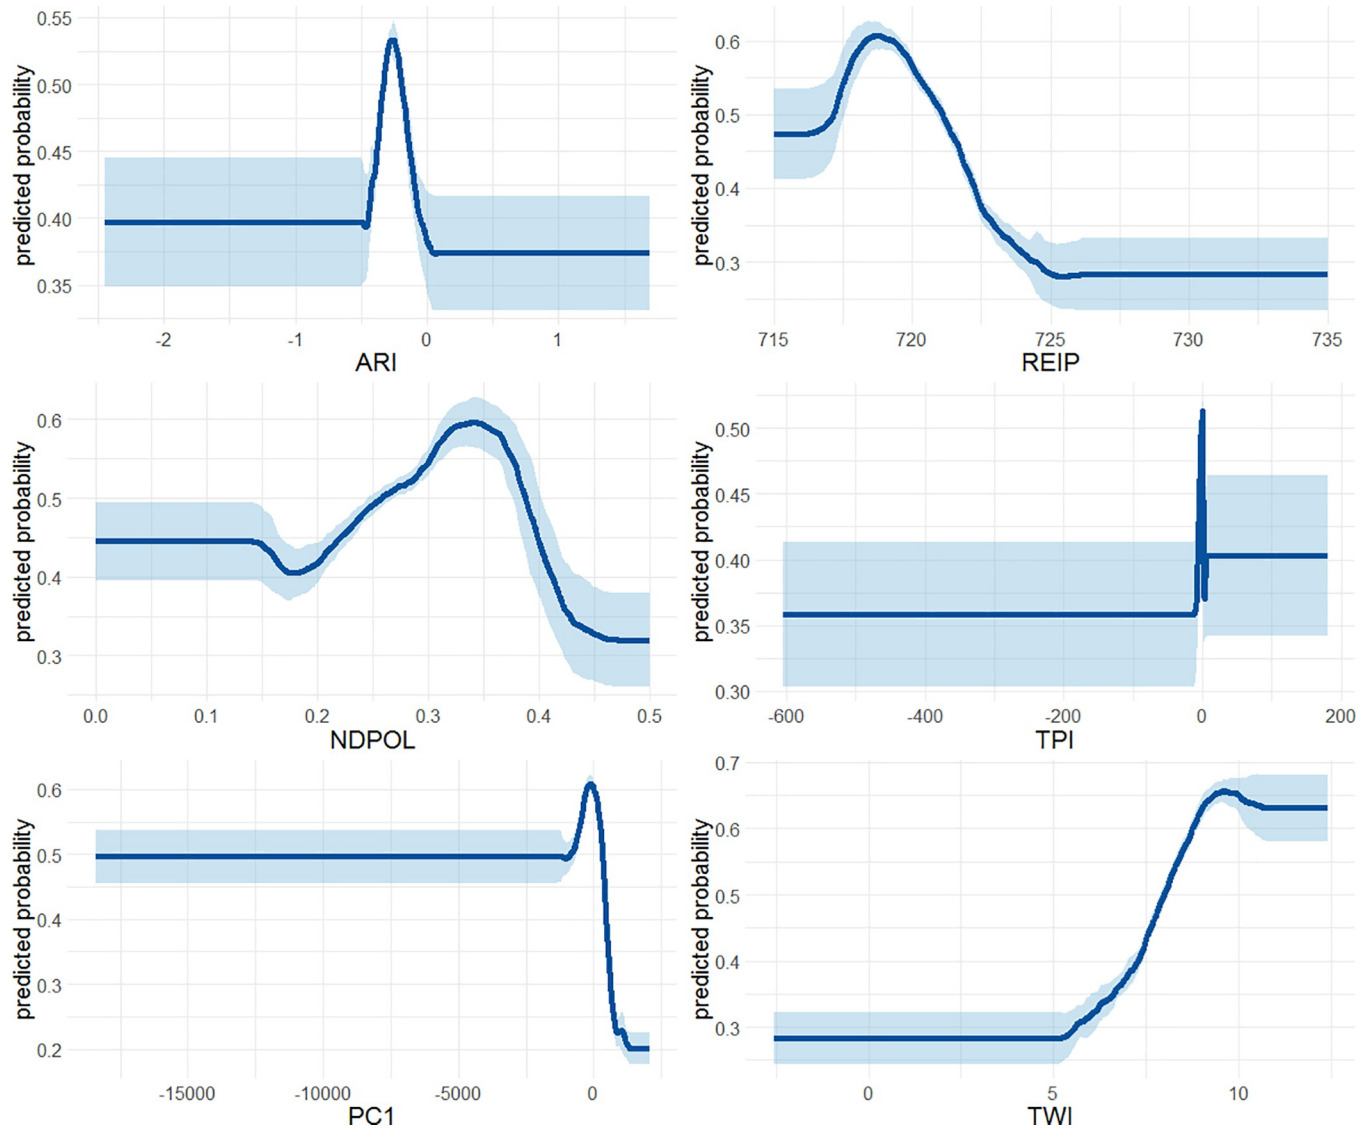 predicted probability
0.55
0.50
0.45
0.40
0.35
-2 -1 0 1
ARI
predicted probability
0.6
0.5
0.4
0.3
715 720 725 730 735
REIP
predicted probability
0.6
0.5
0.4
0.3
0.0 0.1 0.2 0.3 0.4 0.5
NDPOL
predicted probability
0.50
0.45
0.40
0.35
0.30
-600 -400 -200 0 200
TPI
predicted probability
0.6
0.5
0.4
0.3
0.2
-15000 -10000 -5000 0
PC1
predicted probability
0.7
0.6
0.5
0.4
0.3
0 5 10
TWI